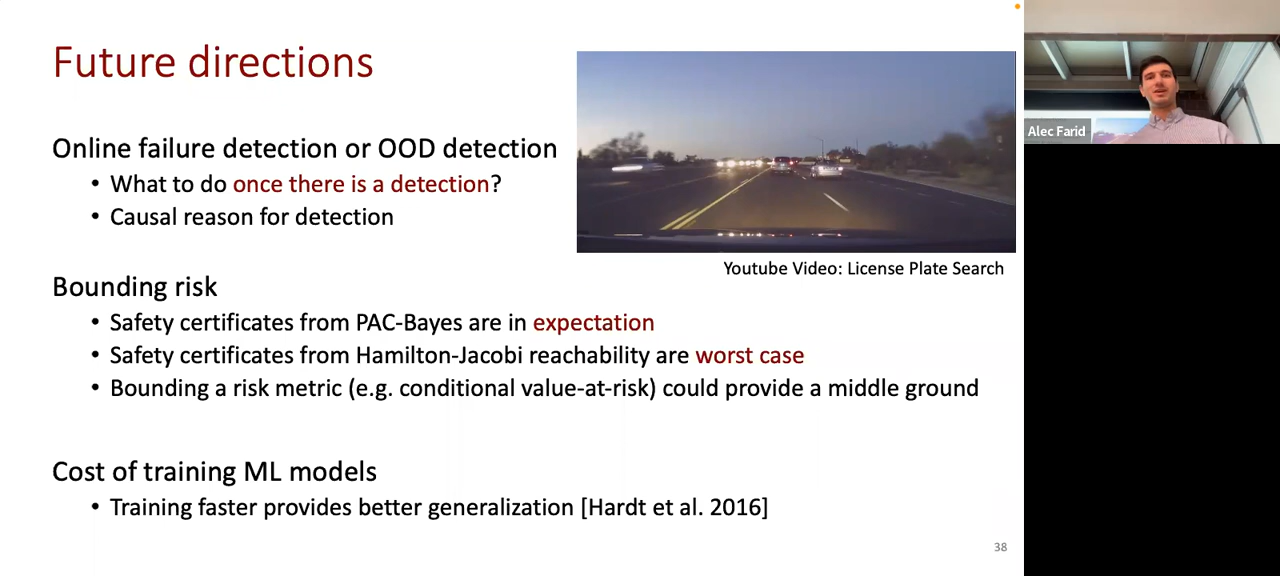 Future directions
Online failure detection or OOD detection
• What to do once there is a detection?
• Causal reason for detection
Youtube Video: License Plate Search
Bounding risk
• Safety certificates from PAC-Bayes are in expectation
• Safety certificates from Hamilton-Jacobi reachability are worst case
• Bounding a risk metric (e.g. conditional value-at-risk) could provide a middle ground
Cost of training ML models
• Training faster provides better generalization [Hardt et al. 2016]
38
Alec Farid